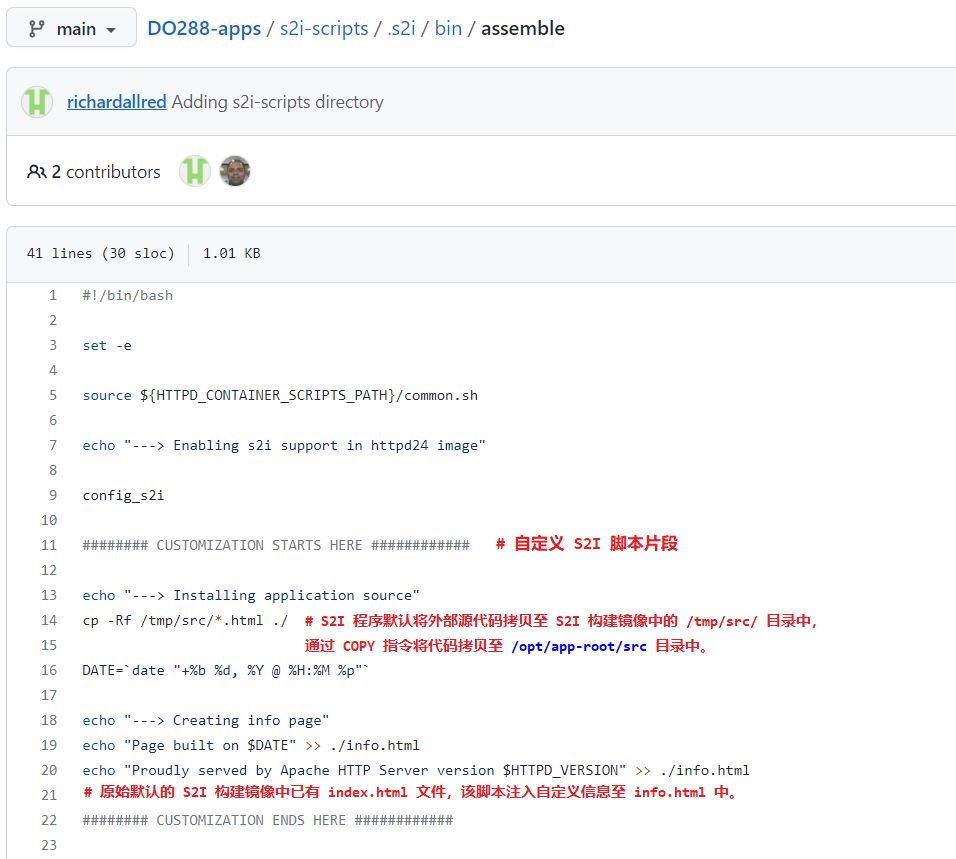 main DO288-apps / s2i-scripts / .s2i / bin / assemble
richardallred Adding s2i-scripts directory
2 contributors
41 lines (30 sloc) 1.01 KB
1 #!/bin/bash
2
3 set -e
4
5 source ${HTTPD_CONTAINER_SCRIPTS_PATH}/common.sh
6
7 echo "---> Enabling s2i support in httpd24 image"
8
9 config_s2i
10
11 ######## CUSTOMIZATION STARTS HERE ############ # 自定义 S2I 脚本片段
12
13 echo "---> Installing application source"
14 cp -Rf /tmp/src/*.html ./ # S2I 程序默认将外部源代码拷贝至 S2I 构建镜像中的 /tmp/src/ 目录中,
15 通过 COPY 指令将代码拷贝至 /opt/app-root/src 目录中。
16 DATE=`date "+%b %d, %Y @ %H:%M %p"`
17
18 echo "---> Creating info page"
19 echo "Page built on $DATE" >> ./info.html
20 echo "Proudly served by Apache HTTP Server version $HTTPD_VERSION" >> ./info.html
21 # 原始默认的 S2I 构建镜像中已有 index.html 文件，该脚本注入自定义信息至 info.html 中。
22 ######## CUSTOMIZATION ENDS HERE ############
23